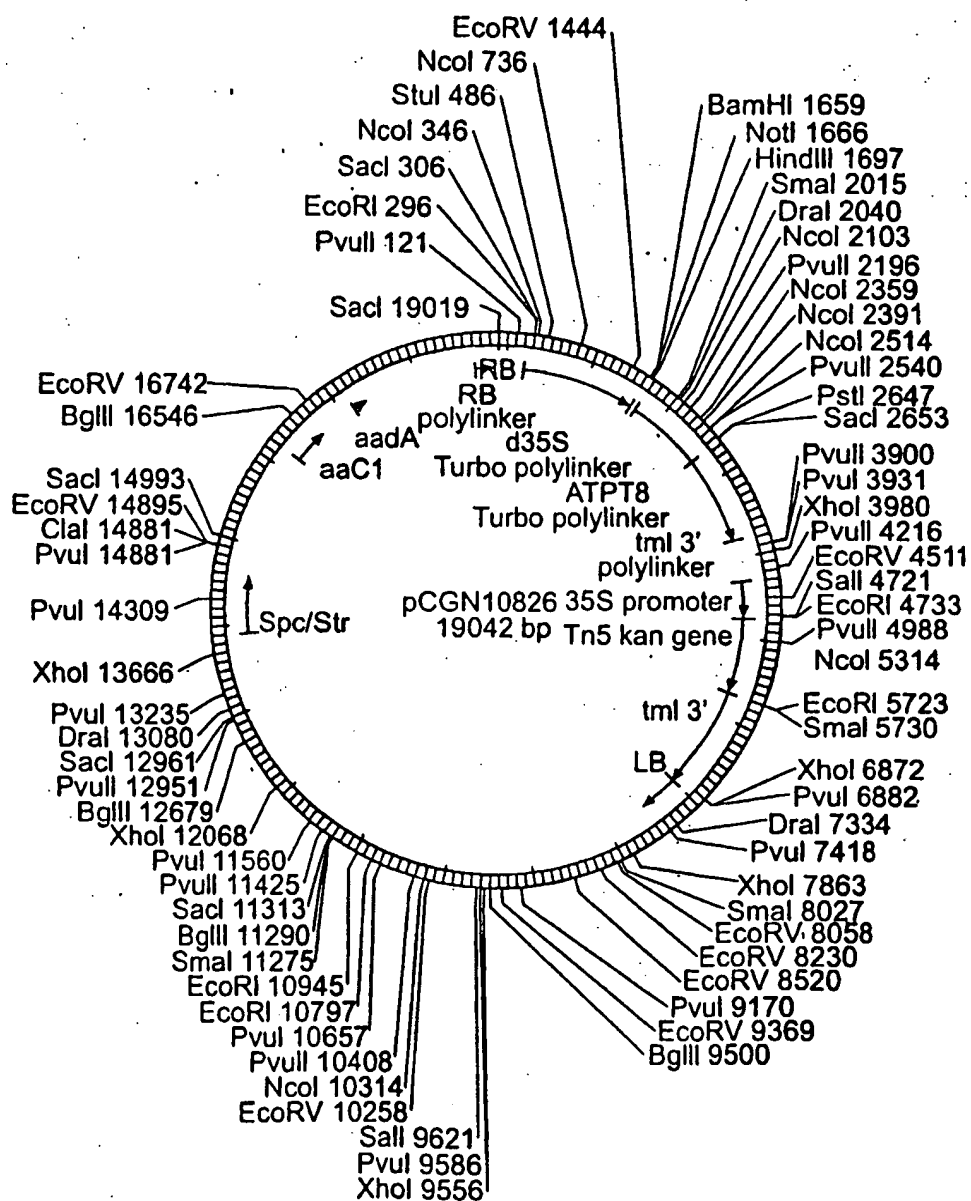 EcoRV 1444
NcoI 736
StuI 486
NcoI 346
SacI 306
EcoRI 296
PvuII 121
SacI 19019
BamHI 1659
NotI 1666
HindIII 1697
SmaI 2015
DraI 2040
NcoI 2103
PvuII 2196
NcoI 2359
NcoI 2391
NcoI 2514
PvuII 2540
PstI 2647
SacI 2653
PvuII 3900
PvuI 3931
XhoI 3980
PvuII 4216
EcoRV 4511
SalI 4721
EcoRI 4733
PvuII 4988
NcoI 5314
EcoRI 5723
SmaI 5730
XhoI 6872
PvuI 6882
DraI 7334
PvuI 7418
XhoI 7863
SmaI 8027
EcoRV 8058
EcoRV 8230
EcoRV 8520
PvuI 9170
EcoRV 9369
BglII 9500
EcoRV 16742
BglII 16546
SacI 14993
EcoRV 14895
ClaI 14881
PvuI 14881
PvuI 14309
XhoI 13666
PvuI 13235
DraI 13080
SacI 12961
PvuII 12951
BglII 12679
XhoI 12068
PvuI 11560
PvuII 11425
SacI 11313
BglII 11290
SmaI 11275
EcoRI 10945
EcoRI 10797
PvuI 10657
PvuII 10408
NcoI 10314
EcoRV 10258
SalI 9621
PvuI 9586
XhoI 9556
RB
RB
polylinker
d35S
Turbo polylinker
ATPT8
Turbo polylinker
tml 3'
polylinker
aadA
aaC1
Spc/Str
pCGN10826
19042 bp
35S promoter
Tn5 kan gene
tml 3'
LB